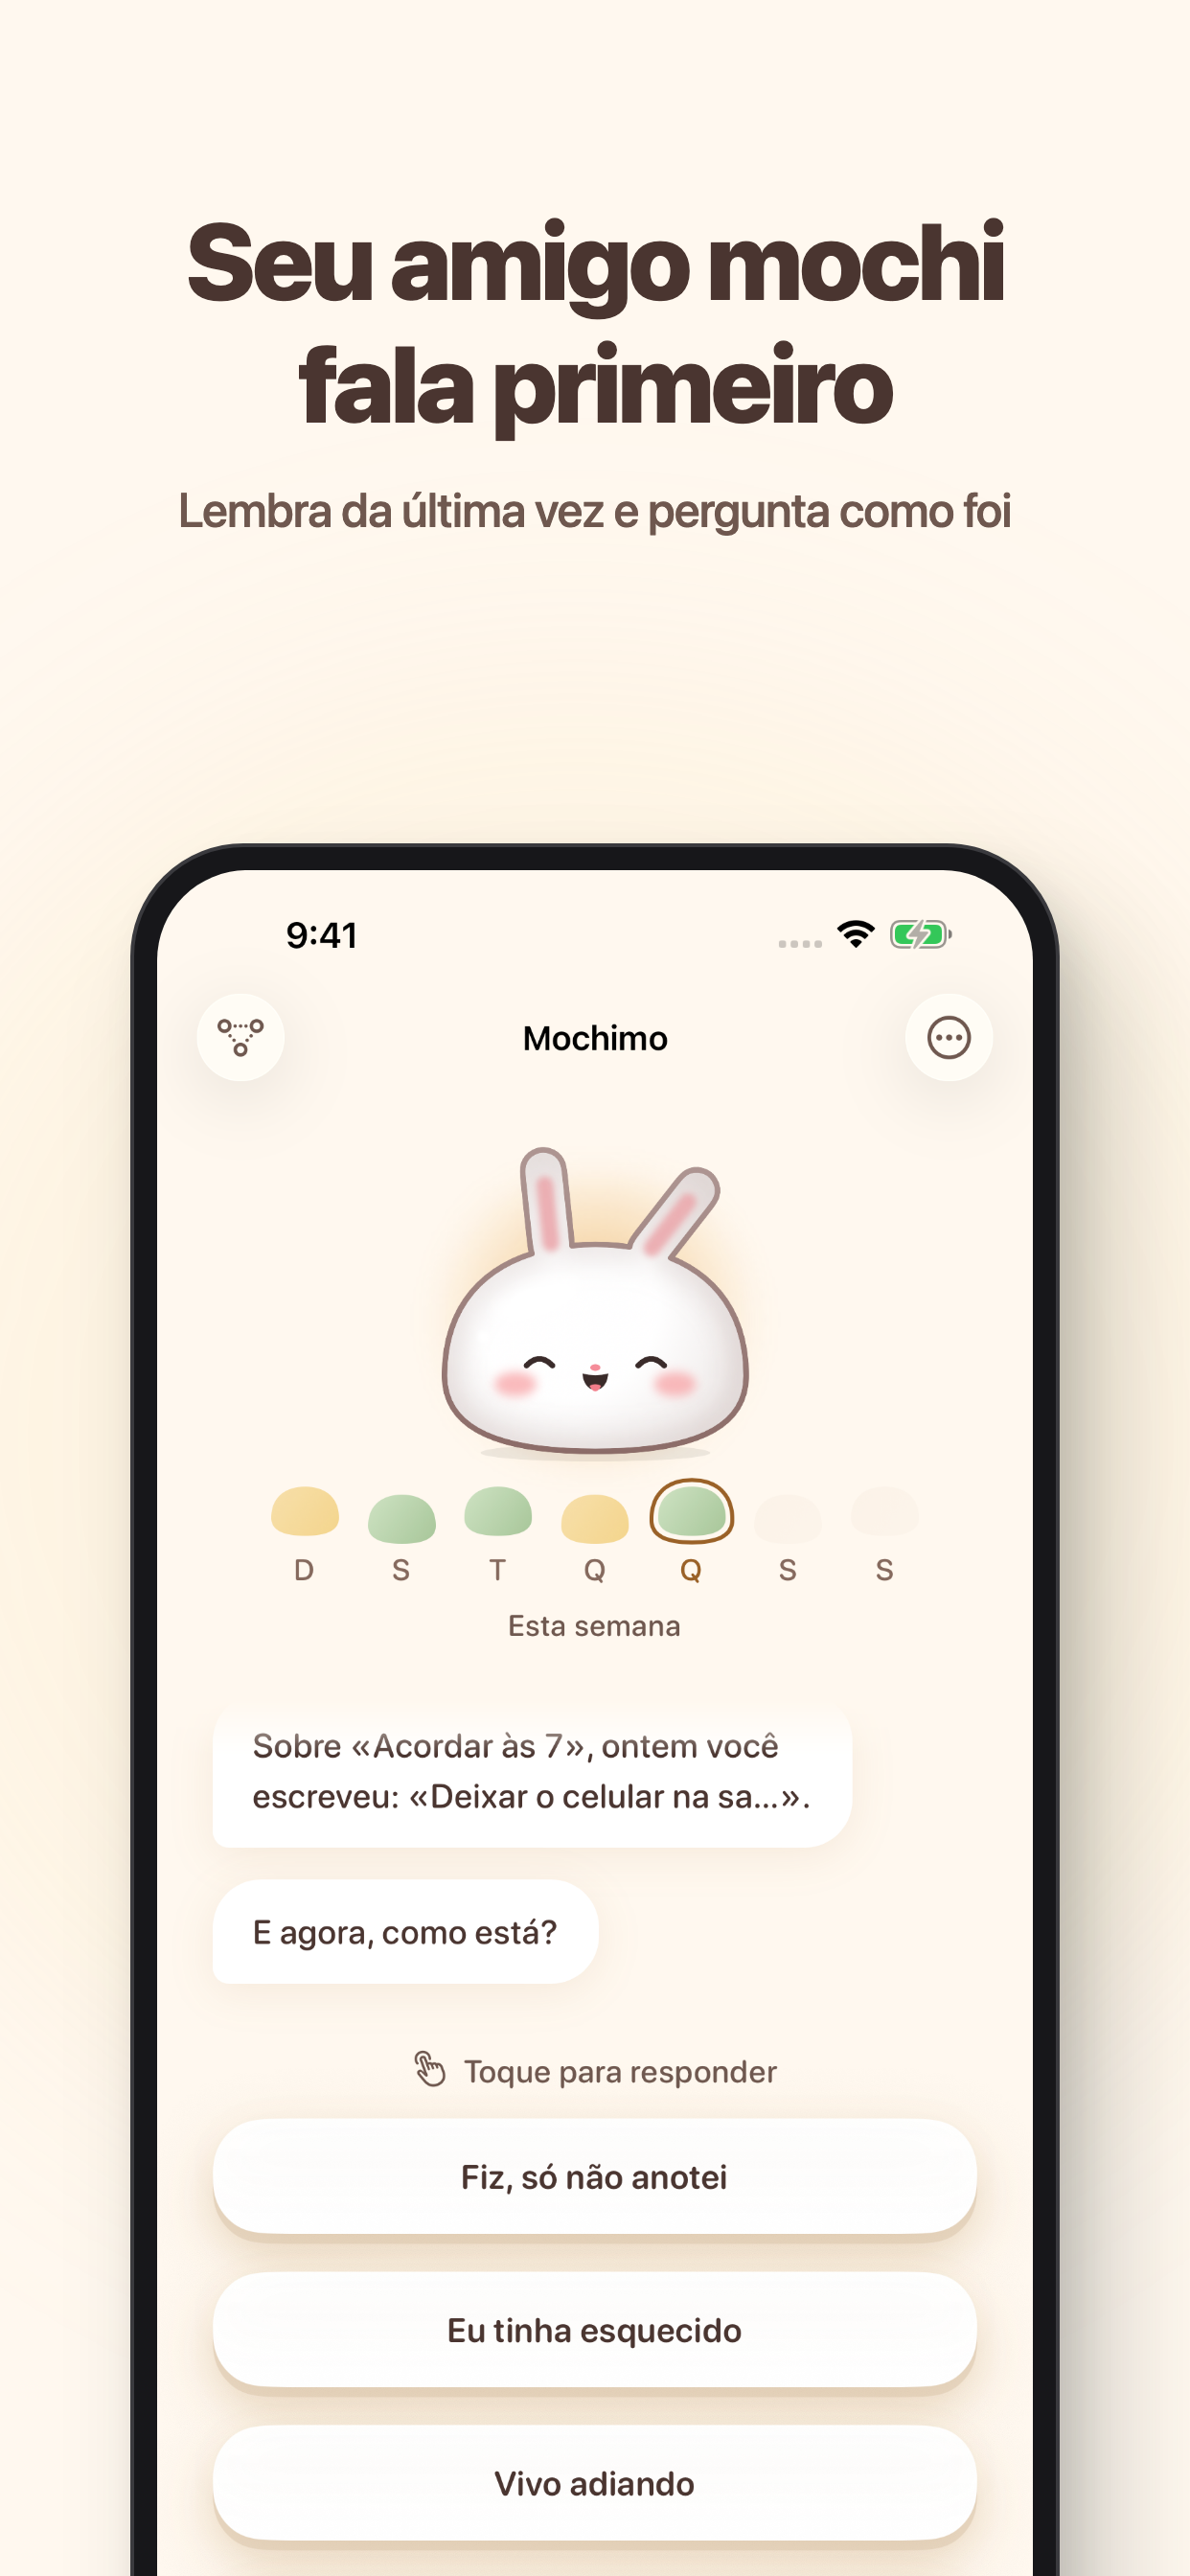 Seu amigo mochi
fala primeiro
Lembra da última vez e pergunta como foi
9:41
Mochimo
D S T Q Q S S
Esta semana
Sobre «Acordar às 7», ontem você
escreveu: «Deixar o celular na sa...».
E agora, como está?
Toque para responder
Fiz, só não anotei
Eu tinha esquecido
Vivo adiando